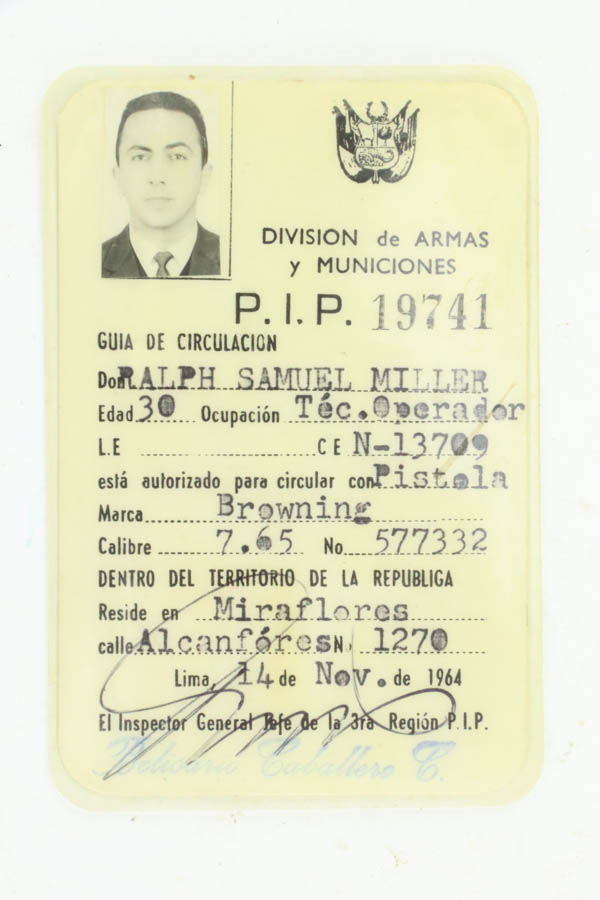 DIVISION de ARMAS
y MUNICIONES
P.I.P. 19741
GUIA DE CIRCULACION
Don RALPH SAMUEL MILLER
Edad 30 Ocupación Téc.Operador
L.E C E N-13709
está autorizado para circular con Pistola
Marca Browning
Calibre 7.65 No 577332
DENTRO DEL TERRITORIO DE LA REPUBLIGA
Reside en Miraflores
calle Alcanfóres N. 1270
Lima, 14 de Nov. de 1964
El Inspector General Jefe de la 3ra Región P.I.P.
Caballero C.